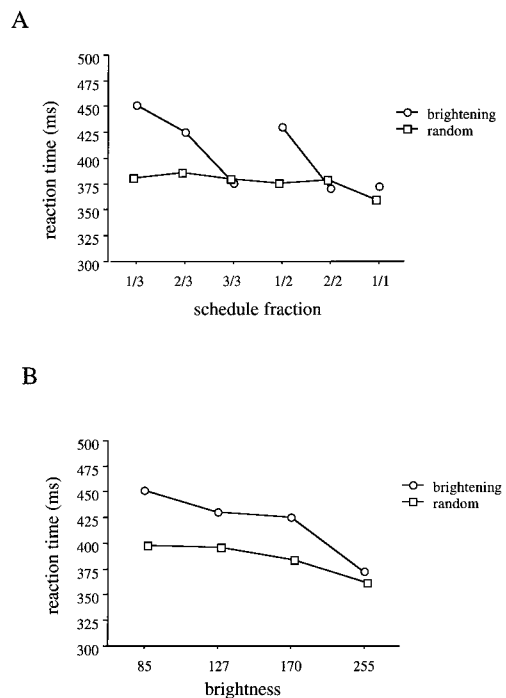 A
500
475
450
425
400
375
350
325
300
reaction time (ms)
1/3 2/3 3/3 1/2 2/2 1/1
schedule fraction
brightening
random
B
500
475
450
425
400
375
350
325
300
reaction time (ms)
85 127 170 255
brightness
brightening
random